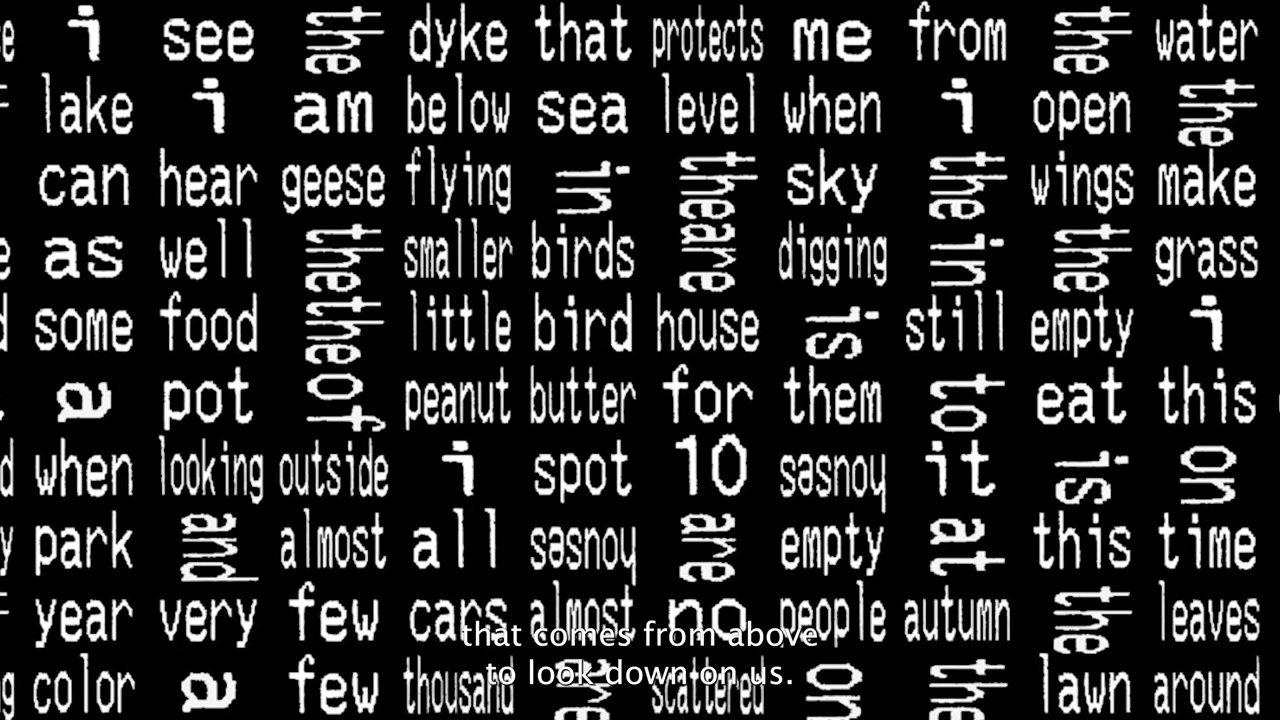 i see the dyke that protects me from the water
lake i am below sea level when i open the
can hear geese flying in the sky the wings make
as well the smaller birds are digging in the grass
some food the little bird house is still empty i
a pot of peanut butter for them to eat this
when looking outside i spot 10 houses it is on
park and almost all houses are empty at this time
year very few cars almost no people autumn the leaves
color a few thousand are scattered on the lawn around
that comes from above
to look down on us.